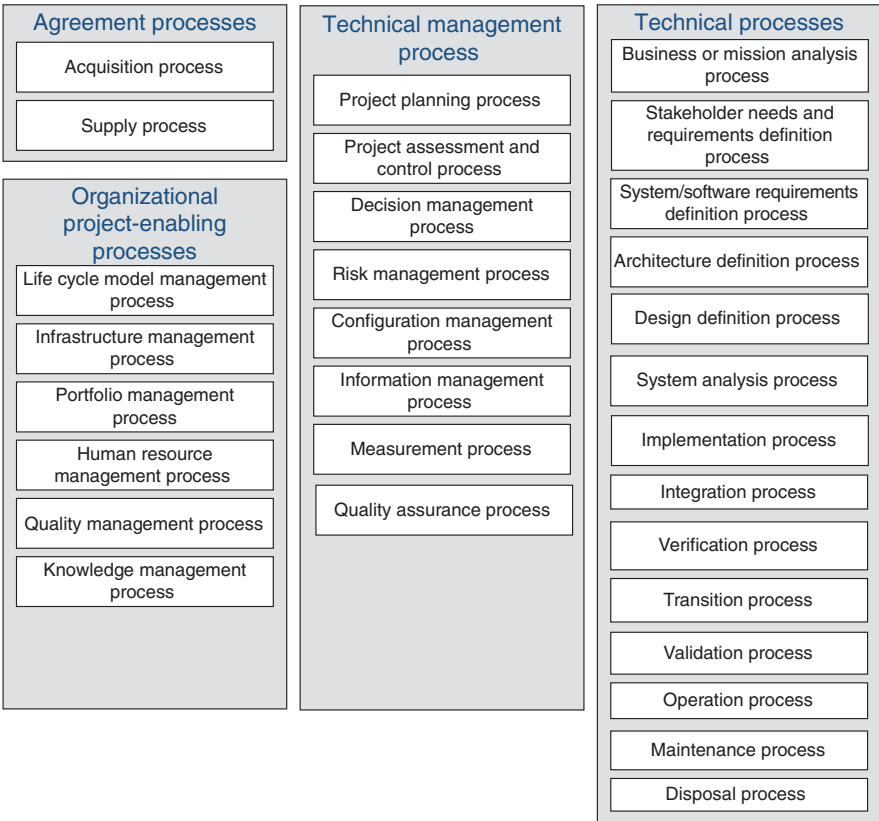 Agreement processes
Acquisition process
Supply process
Organizational
project-enabling
processes
Life cycle model management
process
Infrastructure management
process
Portfolio management
process
Human resource
management process
Quality management process
Knowledge management
process
Technical management
process
Project planning process
Project assessment and
control process
Decision management
process
Risk management process
Configuration management
process
Information management
process
Measurement process
Quality assurance process
Technical processes
Business or mission analysis
process
Stakeholder needs and
requirements definition
process
System/software requirements
definition process
Architecture definition process
Design definition process
System analysis process
Implementation process
Integration process
Verification process
Transition process
Validation process
Operation process
Maintenance process
Disposal process